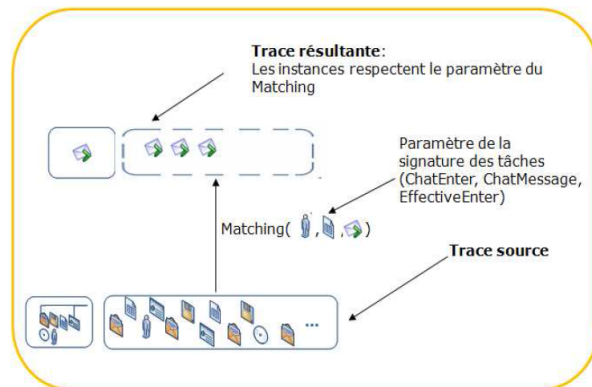 Trace résultante:
Les instances respectent le paramètre du
Matching
Paramètre de la
signature des tâches
(ChatEnter, ChatMessage,
EffectiveEnter)
Matching( , , )
Trace source
...